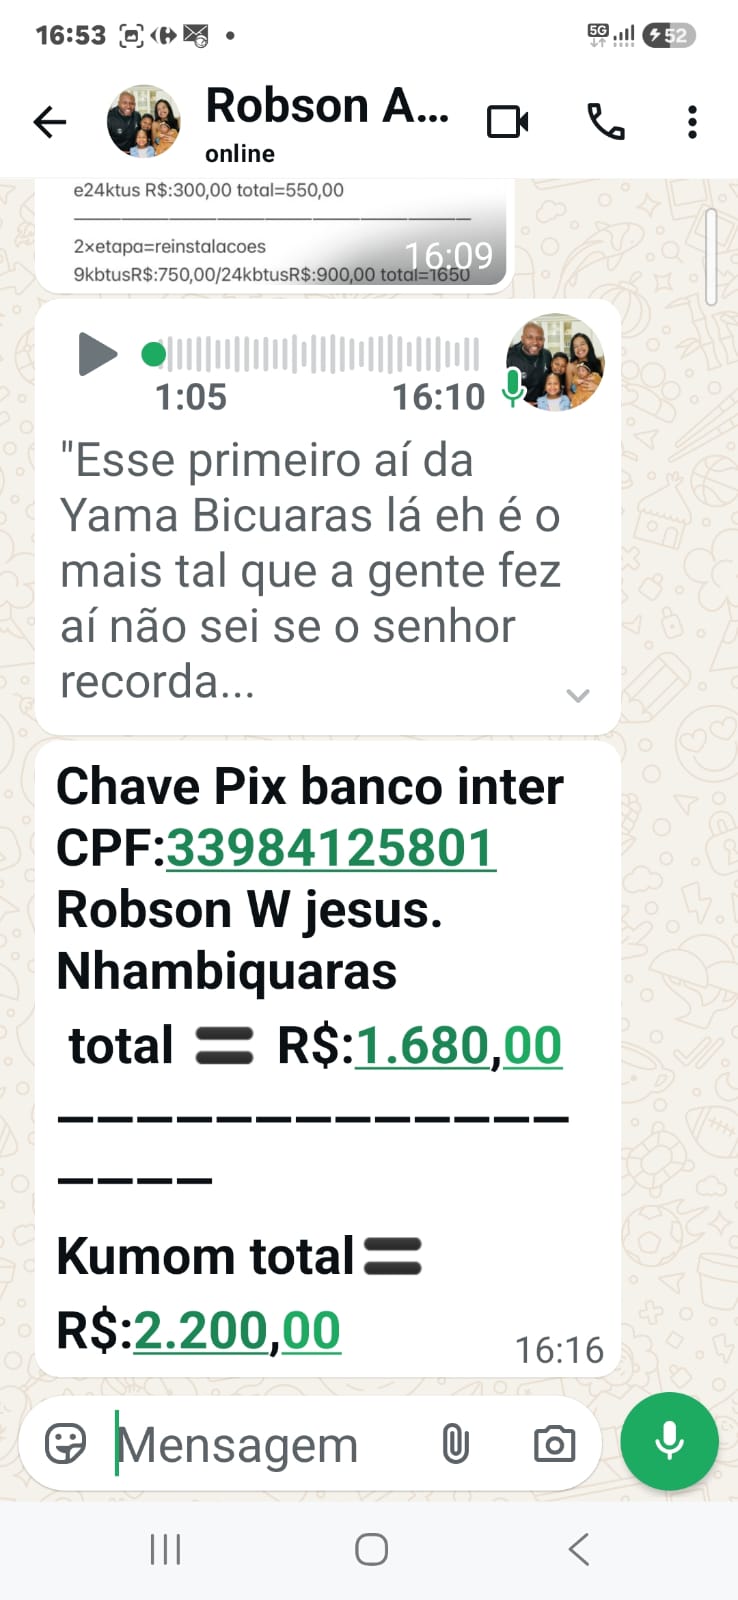 16:53
5G
52
Robson A...
online
e24ktus R$:300,00 total=550,00
2×etapa=reinstalacoes
9kbtusR$:750,00/24kbtusR$:900,00 total=1650
16:09
1:05
16:10
"Esse primeiro aí da
Yama Bicuaras lá eh é o
mais tal que a gente fez
aí não sei se o senhor
recorda...
Chave Pix banco inter
CPF:33984125801
Robson W jesus.
Nhambiquaras
total = R$:1.680,00
—————————————
————
Kumom total=
R$:2.200,00
16:16
Mensagem